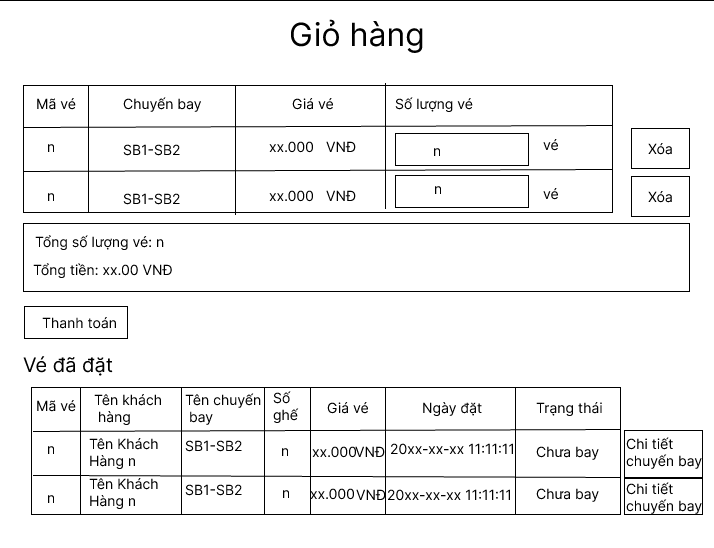 Giỏ hàng
Mã vé Chuyến bay Giá vé Số lượng vé
n SB1-SB2 xx.000 VNĐ n vé Xóa
n SB1-SB2 xx.000 VNĐ n vé Xóa
Tổng số lượng vé: n
Tổng tiền: xx.00 VNĐ
Thanh toán
Vé đã đặt
Mã vé Tên khách Tên chuyến Số Giá vé Ngày đặt Trạng thái
hàng bay ghế
n Tên Khách SB1-SB2 n xx.000VNĐ 20xx-xx-xx 11:11:11 Chưa bay Chi tiết
Hàng n chuyến bay
n Tên Khách SB1-SB2 n xx.000VNĐ 20xx-xx-xx 11:11:11 Chưa bay Chi tiết
Hàng n chuyến bay